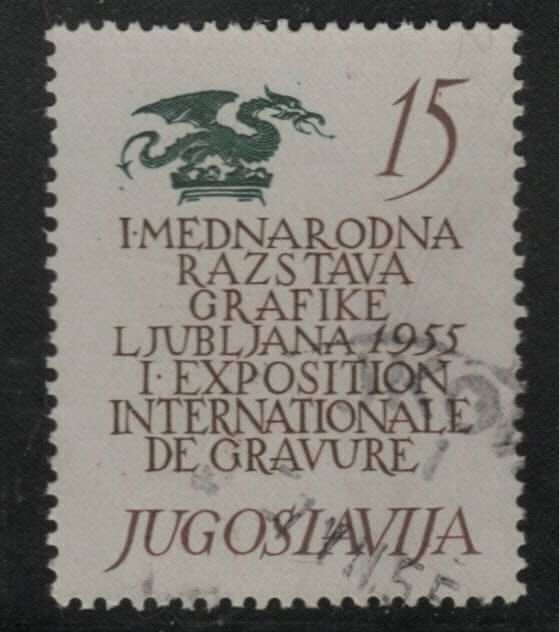 15
I·MEDNARODNA
RAZSTAVA
GRAFIKE
LJUBLJANA 1955
I·EXPOSITION
INTERNATIONALE
DE GRAVURE
JUGOSLAVIJA